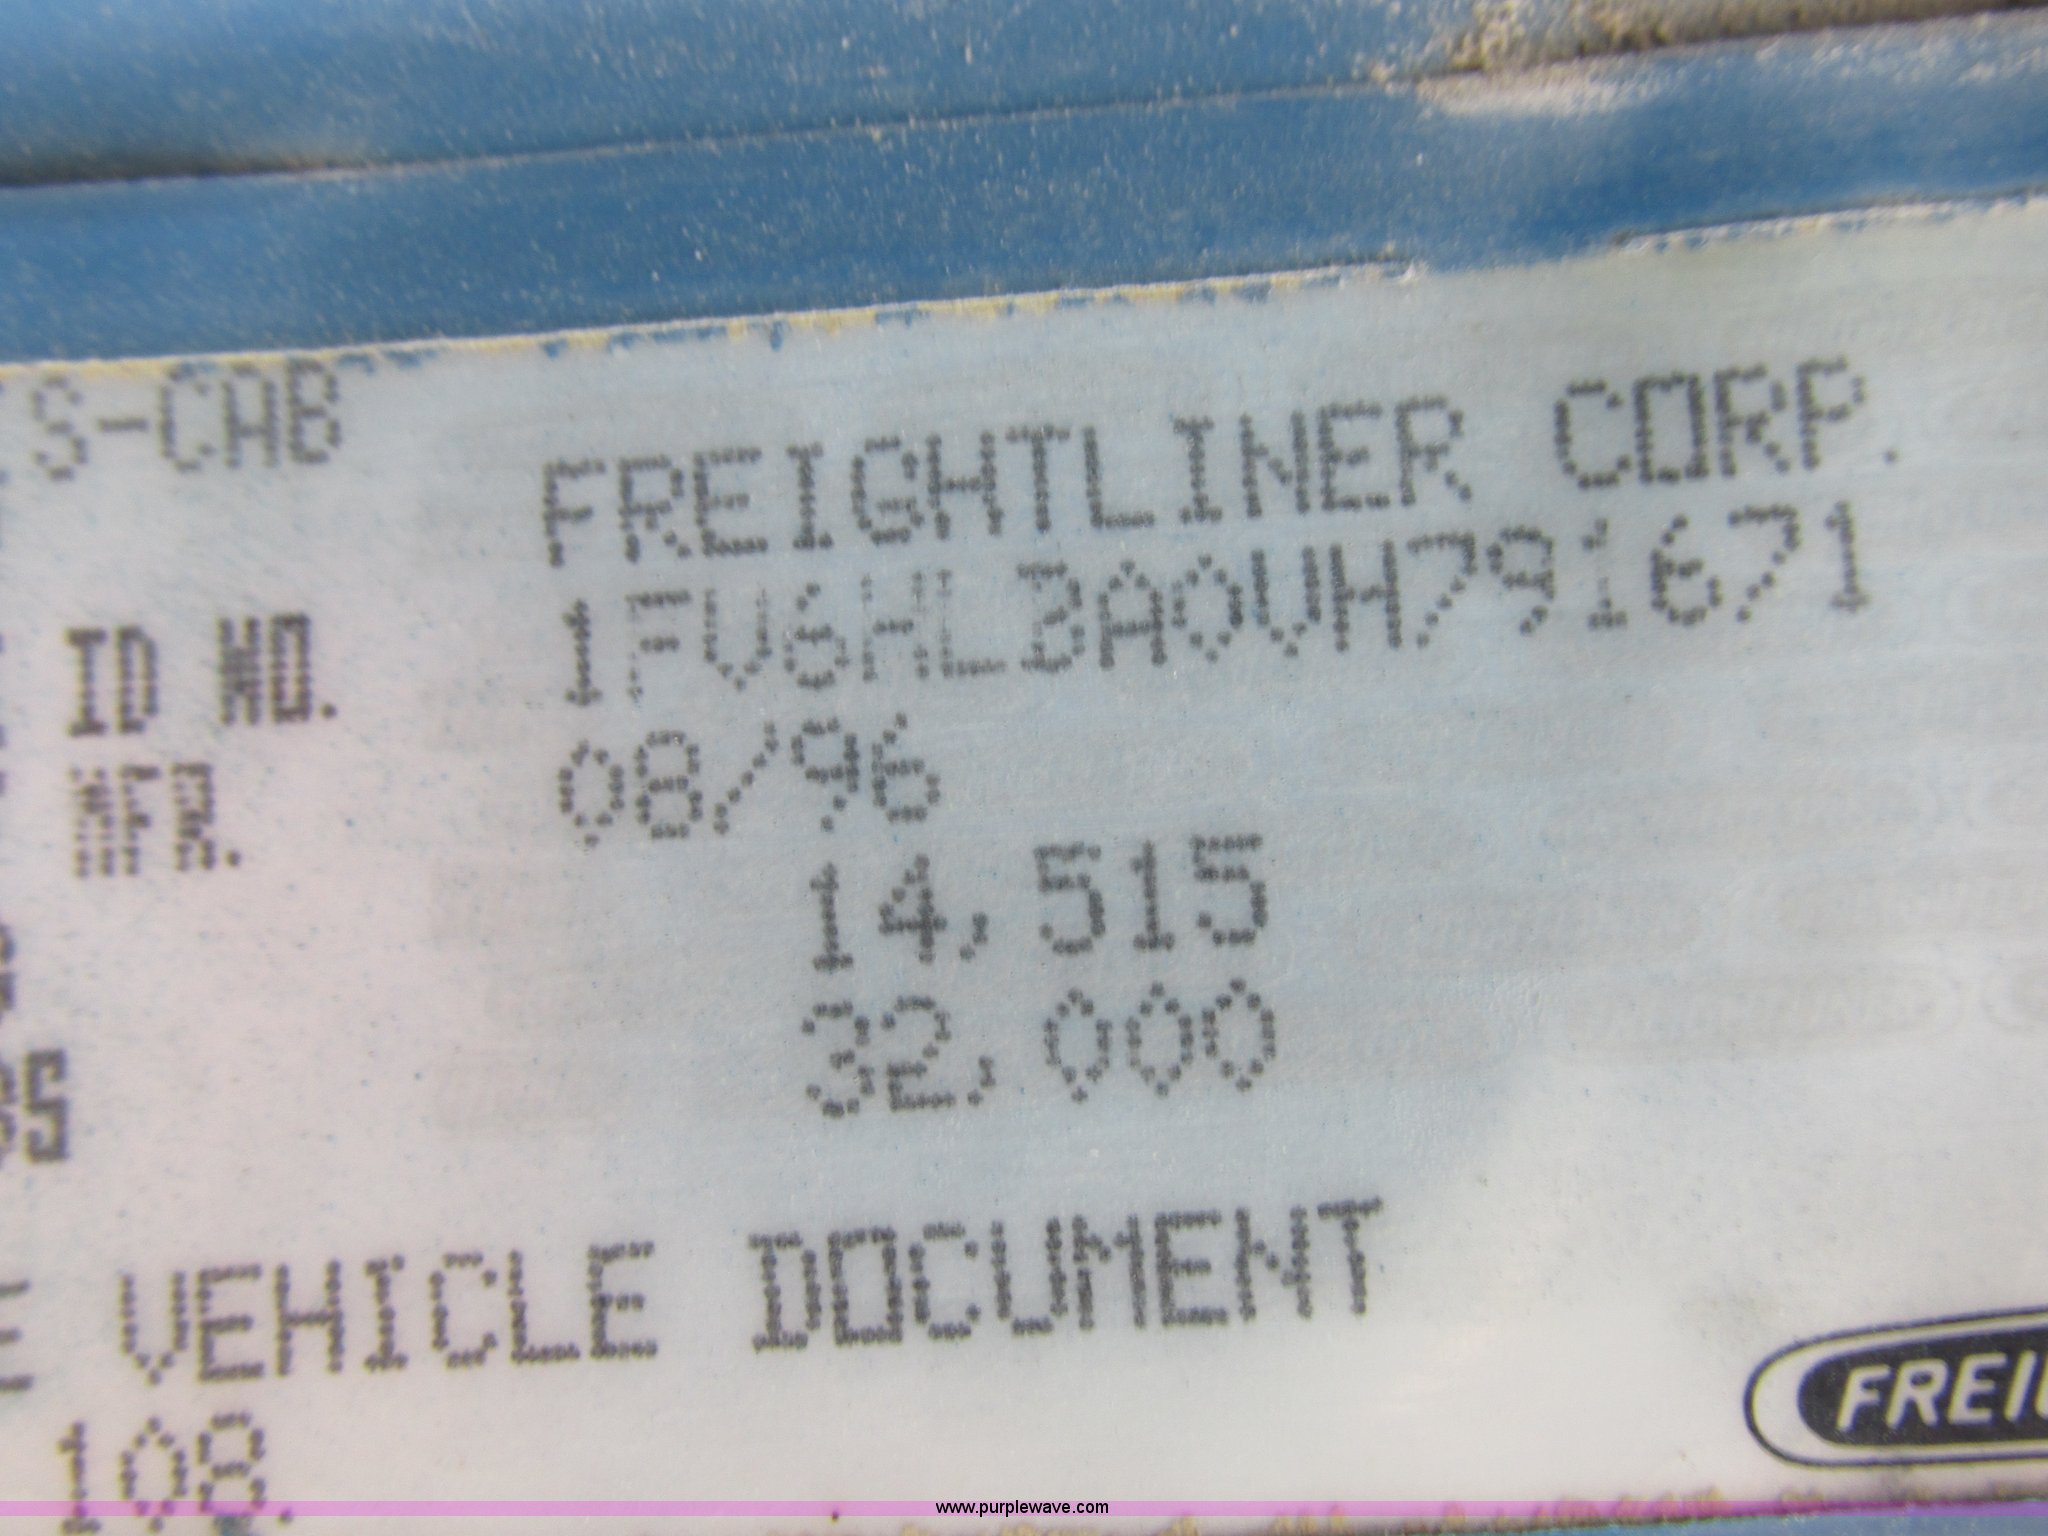 S-CAB
FREIGHTLINER CORP.
ID NO. 1FV6HL3A0VH791671
MFR. 08/96
14,515
32,000
VEHICLE DOCUMENT
108.
FREI
www.purplewave.com